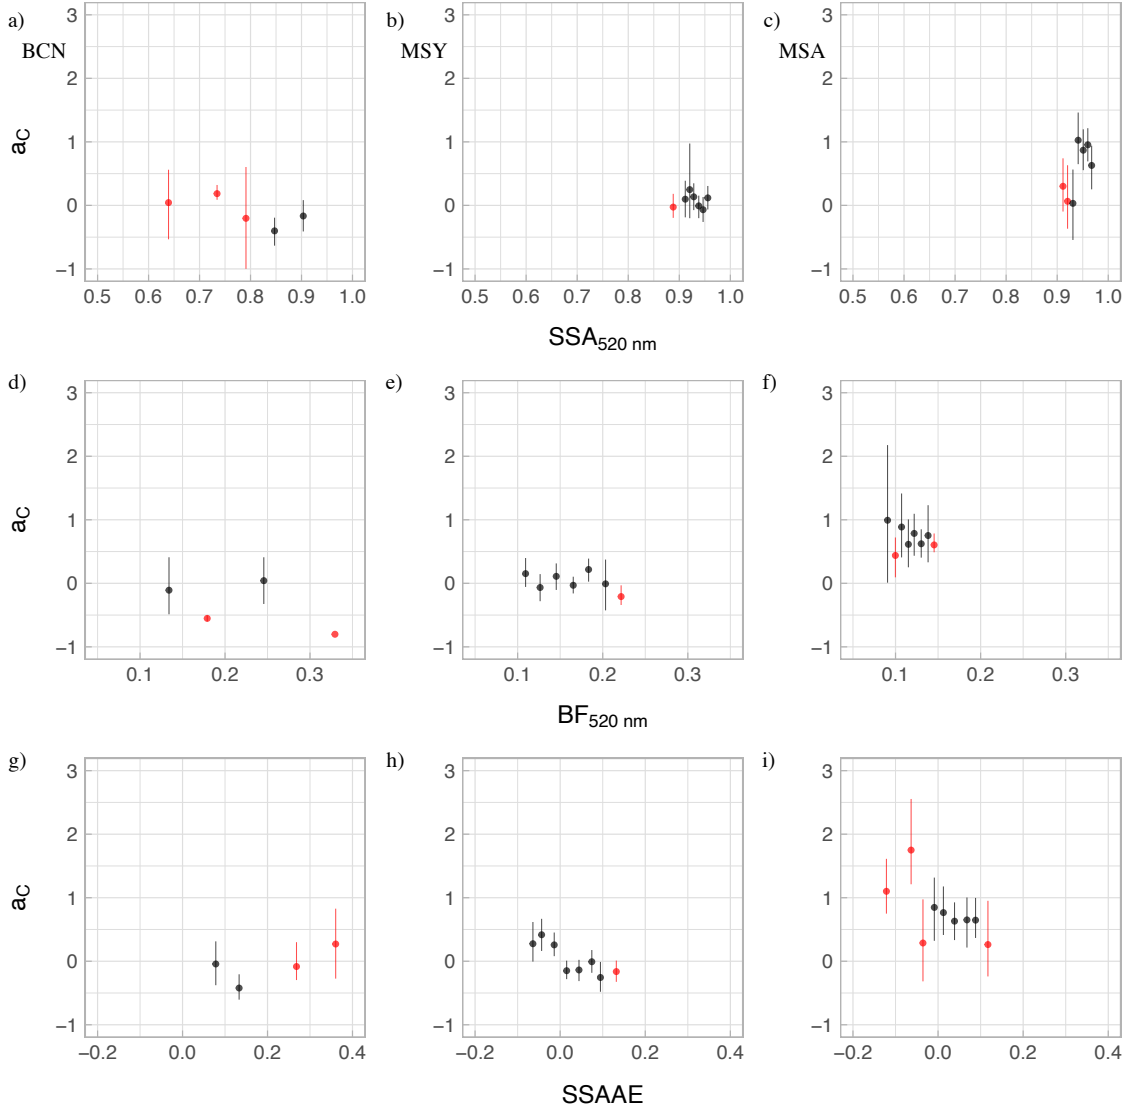 a) b) c)
BCN MSY MSA
3 3 3
2 2 2
1 1 1
aC
0 0 0
−1 −1 −1
0.5 0.6 0.7 0.8 0.9 1.0 0.5 0.6 0.7 0.8 0.9 1.0 0.5 0.6 0.7 0.8 0.9 1.0
SSA520 nm
d) e) f)
3 3 3
2 2 2
1 1 1
aC
0 0 0
−1 −1 −1
0.1 0.2 0.3 0.1 0.2 0.3 0.1 0.2 0.3
BF520 nm
g) h) i)
3 3 3
2 2 2
1 1 1
aC
0 0 0
−1 −1 −1
−0.2 0.0 0.2 0.4 −0.2 0.0 0.2 0.4 −0.2 0.0 0.2 0.4
SSAAE